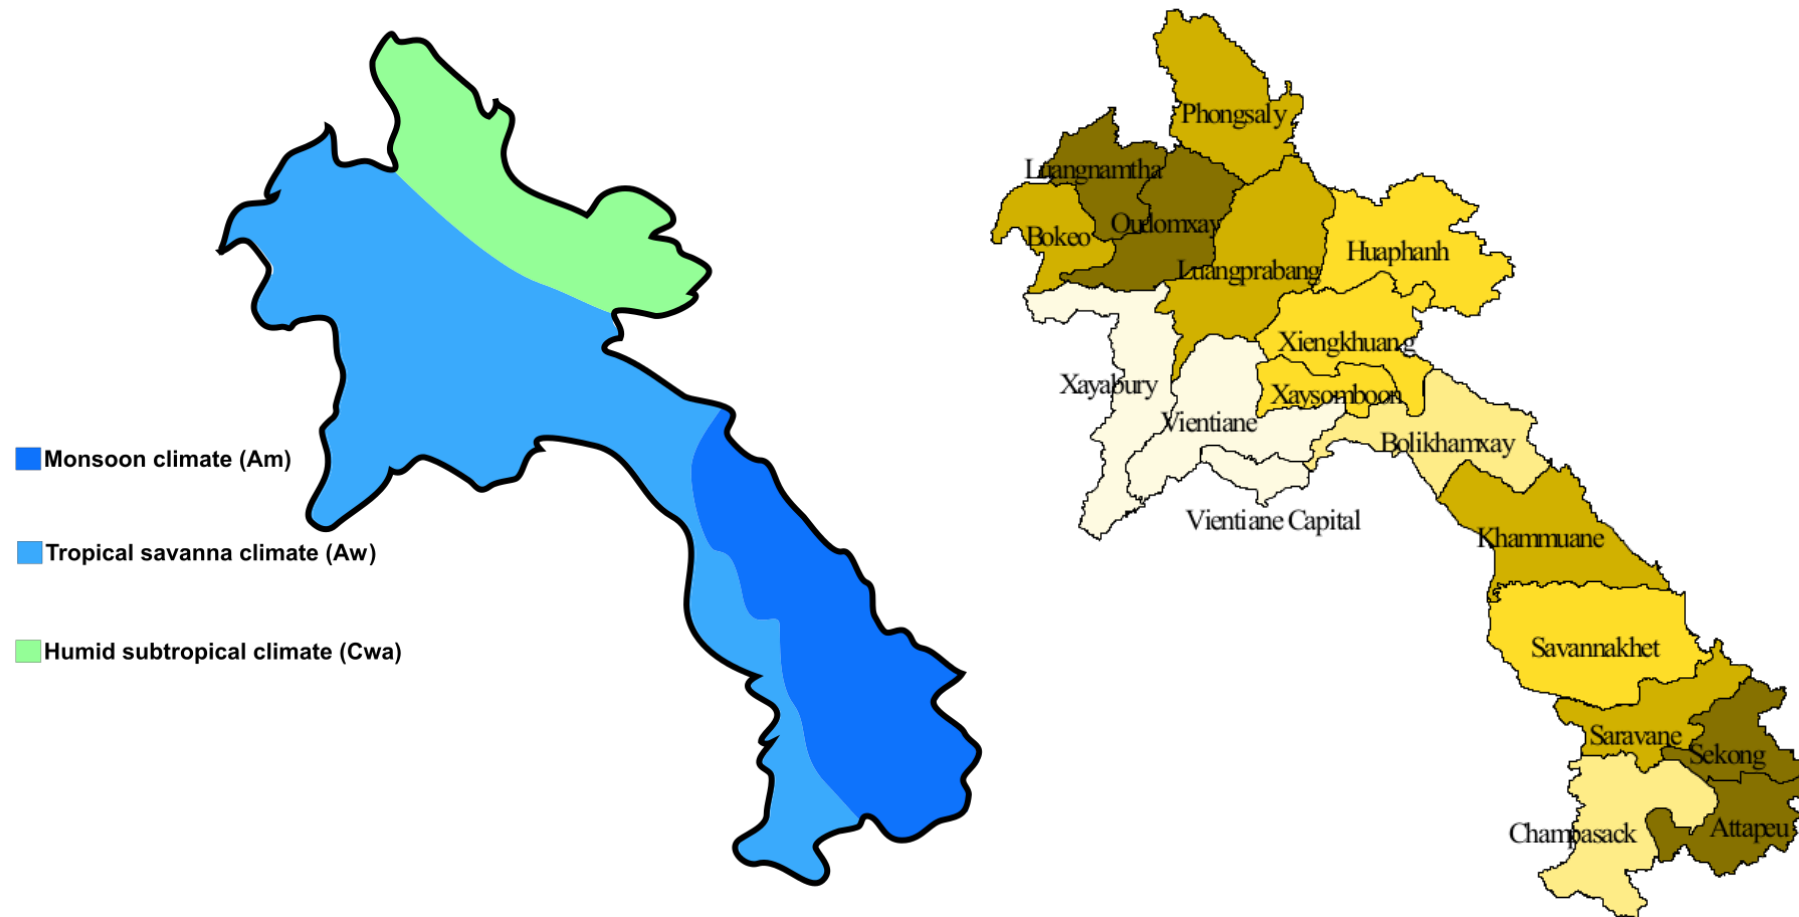 Monsoon climate (Am)
Tropical savanna climate (Aw)
Humid subtropical climate (Cwa)
Phongsaly
Luangnamtha
Oudomxay
Bokeo
Huaphanh
Luangprabang
Xiengkhuang
Xayabury
Xaysomboon
Vientiane
Bolikhamxay
Vientiane Capital
Khammuane
Savannakhet
Saravane
Sekong
Attapeu
Champasack